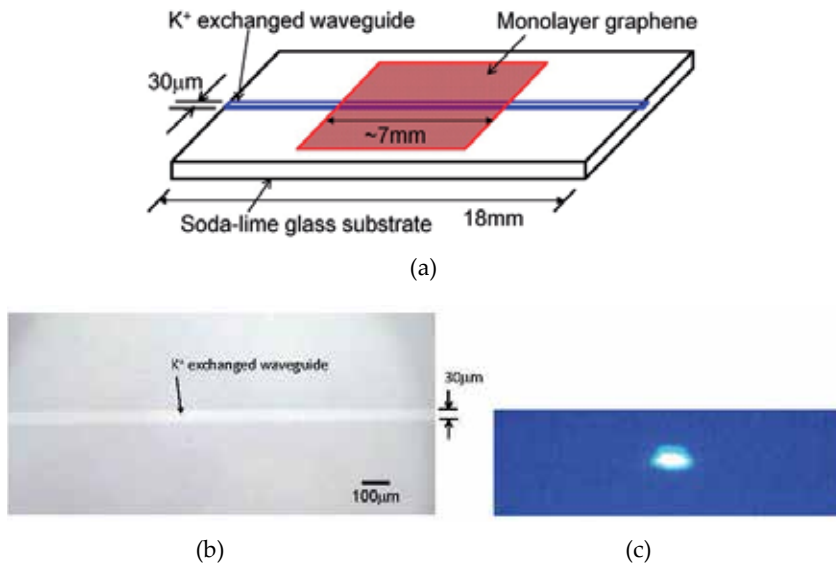 K⁺ exchanged waveguide
Monolayer graphene
30μm
~7mm
Soda-lime glass substrate
18mm
(a)
K⁺ exchanged waveguide
30μm
100μm
(b)
(c)